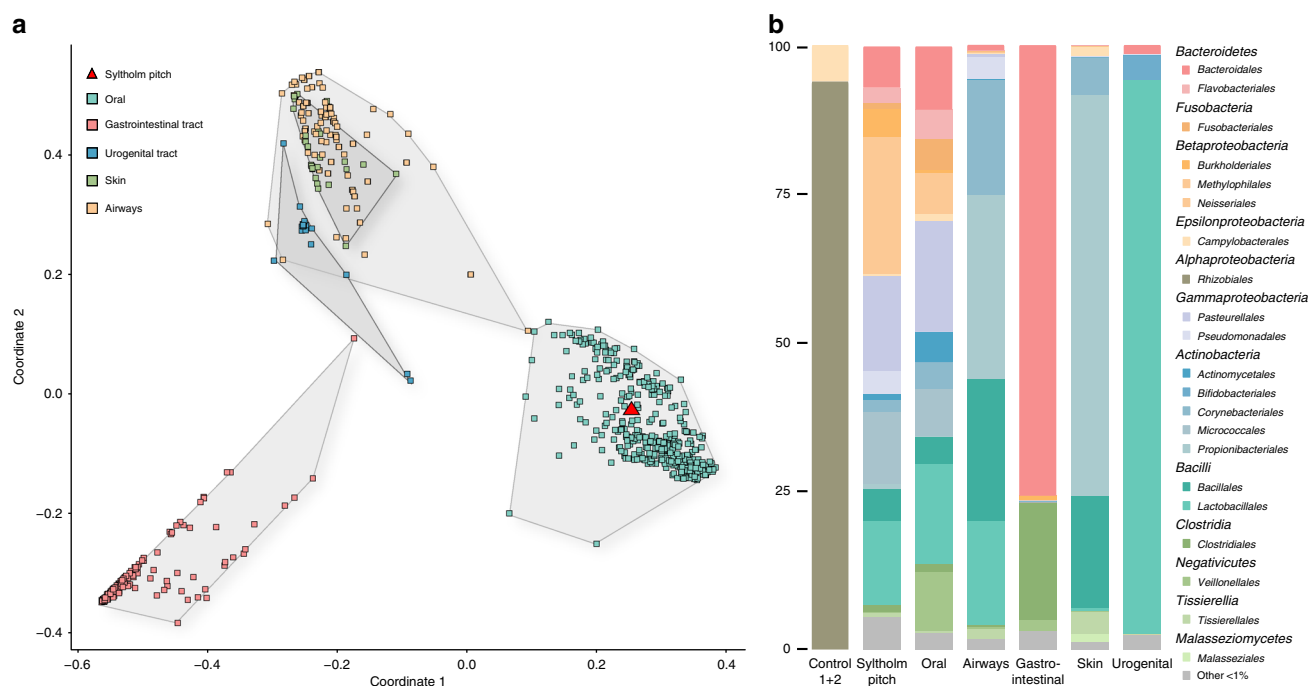 a
Syltholm pitch
Oral
Gastrointestinal tract
Urogenital tract
Skin
Airways
Coordinate 2
0.4
0.2
0.0
−0.2
−0.4
−0.6
−0.4
−0.2
0.0
0.2
0.4
Coordinate 1
b
100
75
50
25
0
Control
1+2
Syltholm
pitch
Oral
Airways
Gastro-
intestinal
Skin
Urogenital
Bacteroidetes
Bacteroidales
Flavobacteriales
Fusobacteria
Fusobacteriales
Betaproteobacteria
Burkholderiales
Methylophilales
Neisseriales
Epsilonproteobacteria
Campylobacterales
Alphaproteobacteria
Rhizobiales
Gammaproteobacteria
Pasteurellales
Pseudomonadales
Actinobacteria
Actinomycetales
Bifidobacteriales
Corynebacteriales
Micrococcales
Propionibacteriales
Bacilli
Bacillales
Lactobacillales
Clostridia
Clostridiales
Negativicutes
Veillonellales
Tissierellia
Tissierellales
Malasseziomycetes
Malasseziales
Other <1%